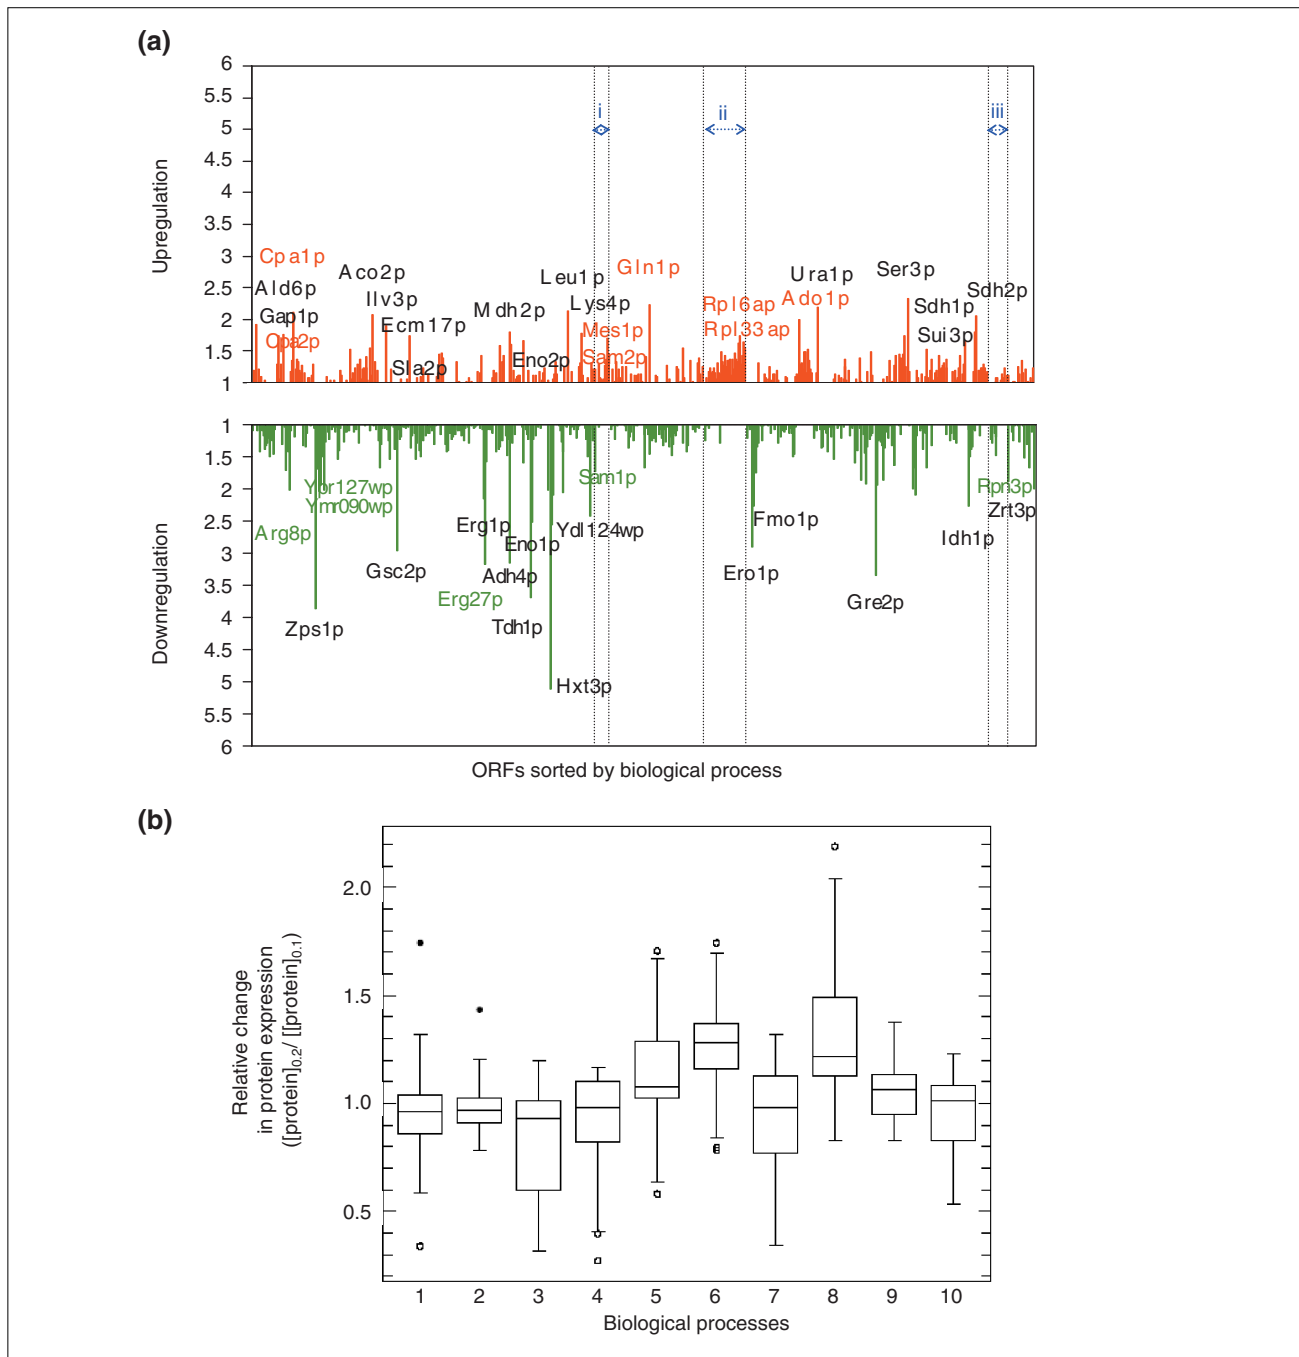 (a)
6
5.5
5
4.5
4
3.5
3
2.5
2
1.5
1
Upregulation
i
ii
iii
Cpa1p
Ald6p
Gap1p
Cpa2p
Aco2p
Ilv3p
Ecm17p
Sla2p
Mdh2p
Eno2p
Leu1p
Lys4p
Mes1p
Sam2p
Gln1p
Rpl6ap
Rpl33ap
Ura1p
Ado1p
Ser3p
Sdh1p
Sui3p
Sdh2p
1
1.5
2
2.5
3
3.5
4
4.5
5
5.5
6
Downregulation
Arg8p
Ybr127wp
Ymr090wp
Zps1p
Gsc2p
Erg1p
Eno1p
Adh4p
Erg27p
Tdh1p
Hxt3p
Sam1p
Ydl124wp
Fmo1p
Ero1p
Gre2p
Idh1p
Rpn3p
Zrt3p
ORFs sorted by biological process
(b)
2.0
1.5
1.0
0.5
Relative change
in protein expression
([protein]0.2/ [[protein]0.1)
1 2 3 4 5 6 7 8 9 10
Biological processes